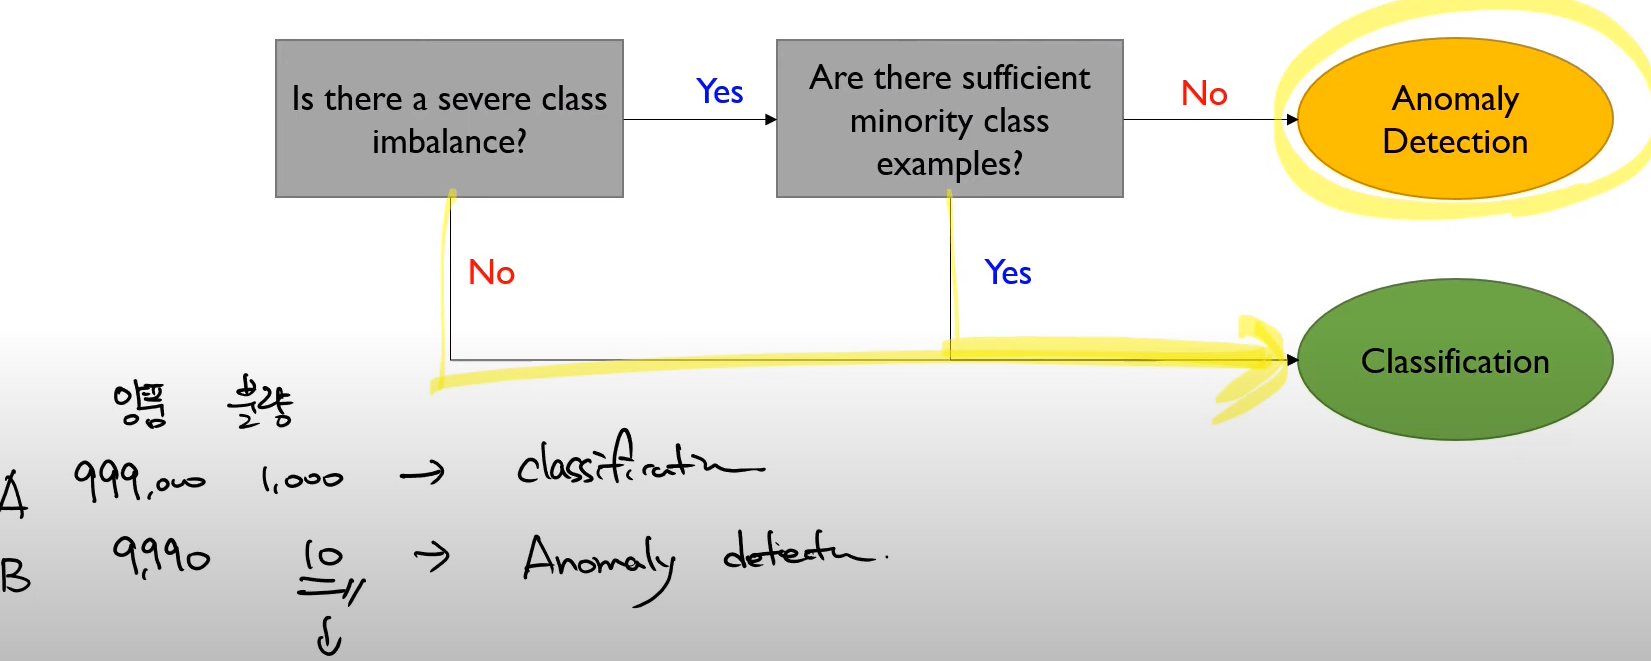 Is there a severe class
imbalance?
Yes
Are there sufficient
minority class
examples?
No
Anomaly
Detection
No
Yes
Classification
양품 불량
A 999,000 1,000 → classification
B 9,990 10 → Anomaly detection.